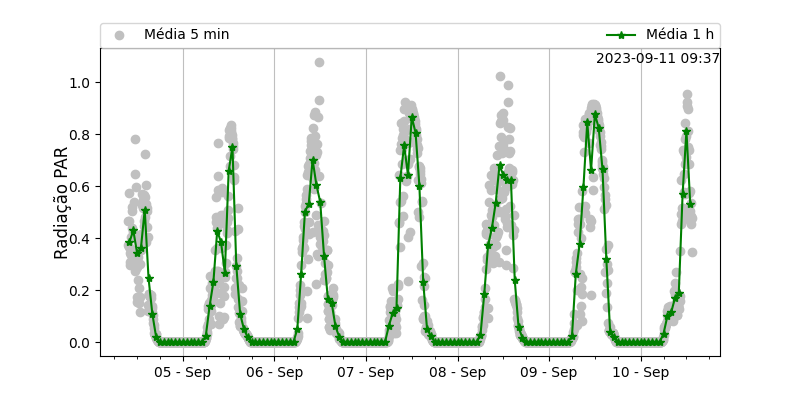 Média 5 min
Média 1 h
2023-09-11 09:37
Radiação PAR
1.0
0.8
0.6
0.4
0.2
0.0
05 - Sep
06 - Sep
07 - Sep
08 - Sep
09 - Sep
10 - Sep